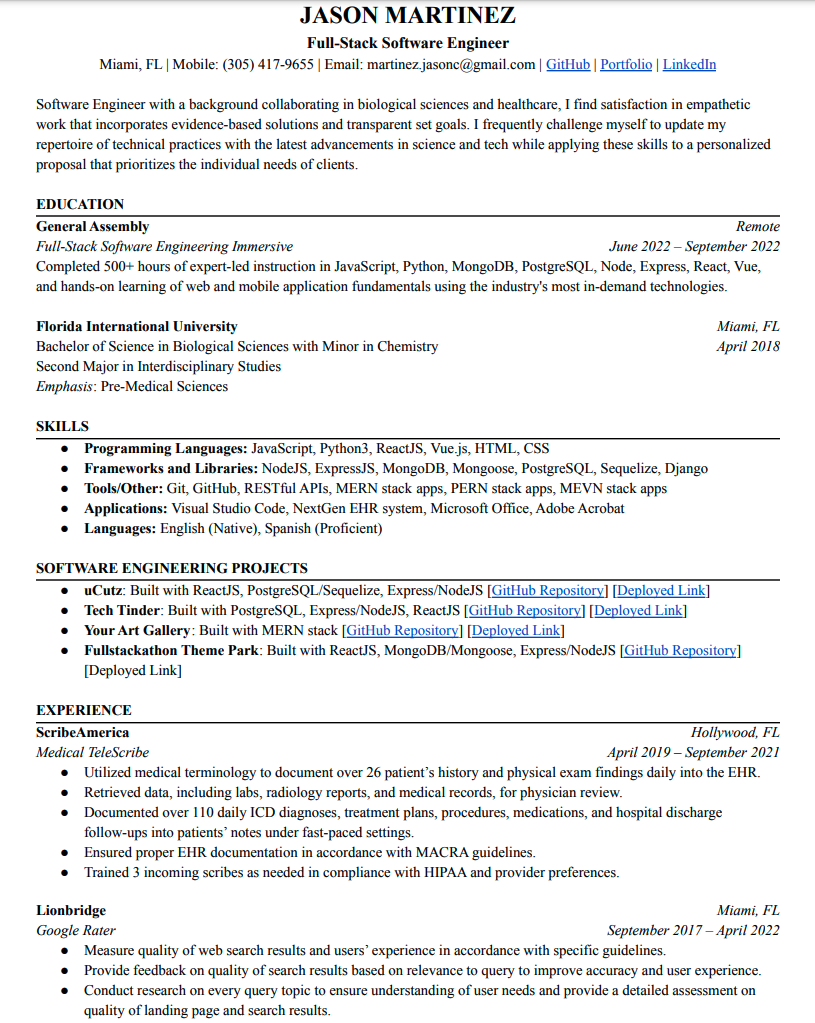 JASON MARTINEZ
Full-Stack Software Engineer
Miami, FL | Mobile: (305) 417-9655 | Email: martinez.jasonc@gmail.com | GitHub | Portfolio | LinkedIn
Software Engineer with a background collaborating in biological sciences and healthcare, I find satisfaction in empathetic
work that incorporates evidence-based solutions and transparent set goals. I frequently challenge myself to update my
repertoire of technical practices with the latest advancements in science and tech while applying these skills to a personalized
proposal that prioritizes the individual needs of clients.
EDUCATION
General Assembly Remote
Full-Stack Software Engineering Immersive June 2022 – September 2022
Completed 500+ hours of expert-led instruction in JavaScript, Python, MongoDB, PostgreSQL, Node, Express, React, Vue,
and hands-on learning of web and mobile application fundamentals using the industry's most in-demand technologies.
Florida International University Miami, FL
Bachelor of Science in Biological Sciences with Minor in Chemistry April 2018
Second Major in Interdisciplinary Studies
Emphasis: Pre-Medical Sciences
SKILLS
● Programming Languages: JavaScript, Python3, ReactJS, Vue.js, HTML, CSS
● Frameworks and Libraries: NodeJS, ExpressJS, MongoDB, Mongoose, PostgreSQL, Sequelize, Django
● Tools/Other: Git, GitHub, RESTful APIs, MERN stack apps, PERN stack apps, MEVN stack apps
● Applications: Visual Studio Code, NextGen EHR system, Microsoft Office, Adobe Acrobat
● Languages: English (Native), Spanish (Proficient)
SOFTWARE ENGINEERING PROJECTS
● uCutz: Built with ReactJS, PostgreSQL/Sequelize, Express/NodeJS [GitHub Repository] [Deployed Link]
● Tech Tinder: Built with PostgreSQL, Express/NodeJS, ReactJS [GitHub Repository] [Deployed Link]
● Your Art Gallery: Built with MERN stack [GitHub Repository] [Deployed Link]
● Fullstackathon Theme Park: Built with ReactJS, MongoDB/Mongoose, Express/NodeJS [GitHub Repository]
[Deployed Link]
EXPERIENCE
ScribeAmerica Hollywood, FL
Medical TeleScribe April 2019 – September 2021
● Utilized medical terminology to document over 26 patient’s history and physical exam findings daily into the EHR.
● Retrieved data, including labs, radiology reports, and medical records, for physician review.
● Documented over 110 daily ICD diagnoses, treatment plans, procedures, medications, and hospital discharge
follow-ups into patients’ notes under fast-paced settings.
● Ensured proper EHR documentation in accordance with MACRA guidelines.
● Trained 3 incoming scribes as needed in compliance with HIPAA and provider preferences.
Lionbridge Miami, FL
Google Rater September 2017 – April 2022
● Measure quality of web search results and users’ experience in accordance with specific guidelines.
● Provide feedback on quality of search results based on relevance to query to improve accuracy and user experience.
● Conduct research on every query topic to ensure understanding of user needs and provide a detailed assessment on
quality of landing page and search results.